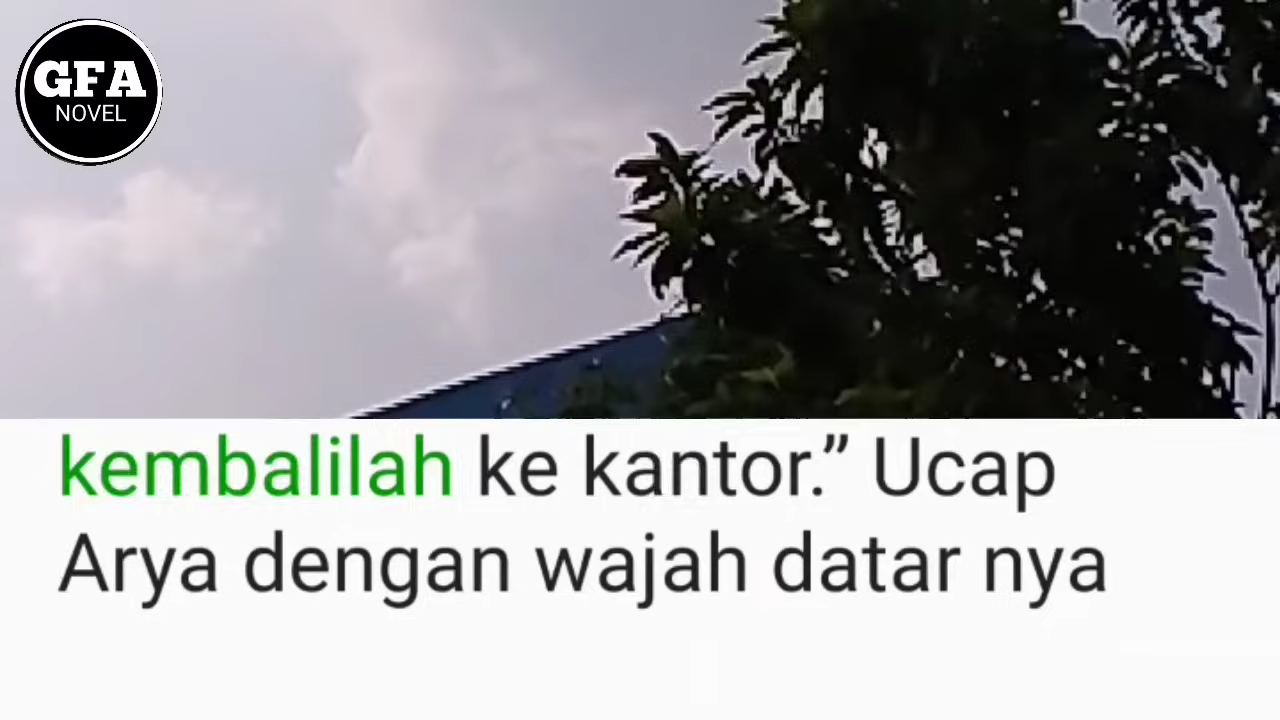 GFA
NOVEL
kembalilah ke kantor.” Ucap
Arya dengan wajah datar nya